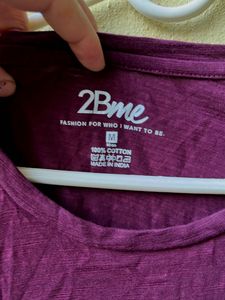 2Bme
FASHION FOR WHO I WANT TO BE.
M
100% COTTON
MADE IN INDIA